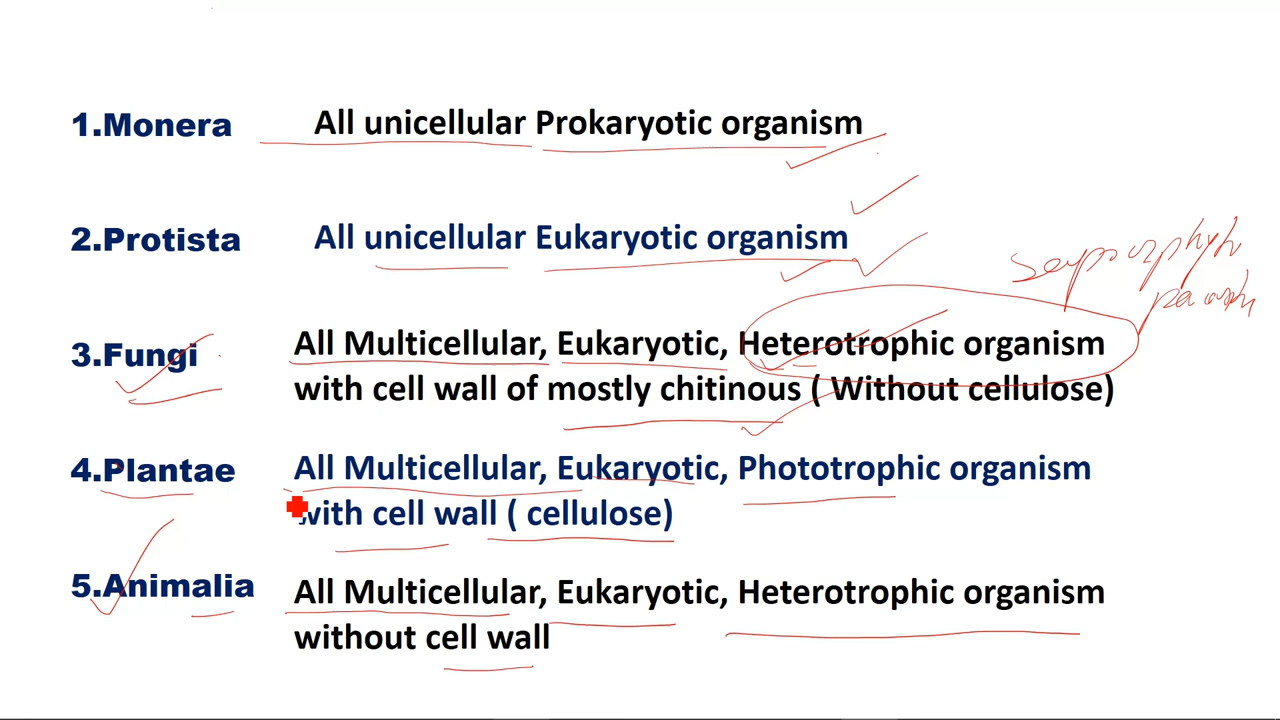 1.Monera All unicellular Prokaryotic organism
2.Protista All unicellular Eukaryotic organism
3.Fungi All Multicellular, Eukaryotic, Heterotrophic organism
with cell wall of mostly chitinous ( Without cellulose)
4.Plantae All Multicellular, Eukaryotic, Phototrophic organism
with cell wall ( cellulose)
5.Animalia All Multicellular, Eukaryotic, Heterotrophic organism
without cell wall